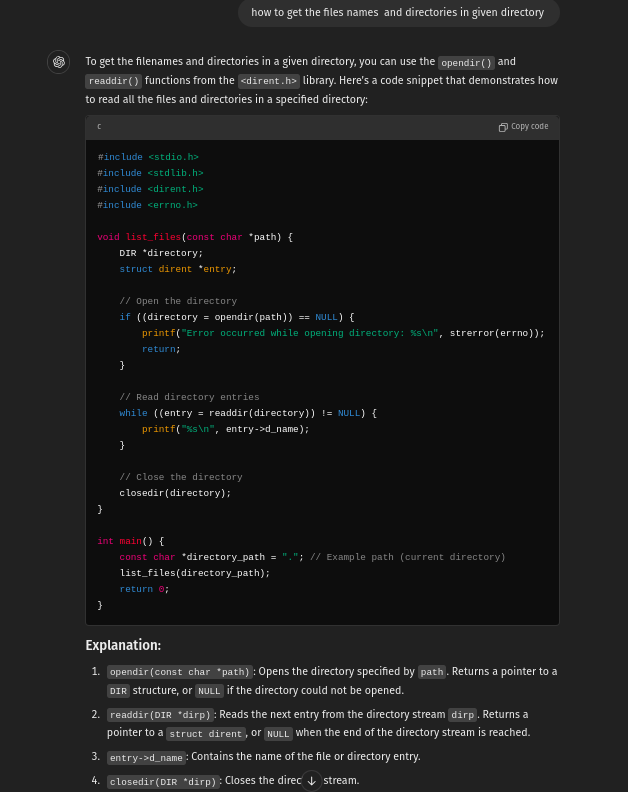 how to get the files names  and directories in given directory
To get the filenames and directories in a given directory, you can use the opendir() and
readdir() functions from the <dirent.h> library. Here's a code snippet that demonstrates how
to read all the files and directories in a specified directory:
c
Copy code
#include <stdio.h>
#include <stdlib.h>
#include <dirent.h>
#include <errno.h>

void list_files(const char *path) {
    DIR *directory;
    struct dirent *entry;

    // Open the directory
    if ((directory = opendir(path)) == NULL) {
        printf("Error occurred while opening directory: %s\n", strerror(errno));
        return;
    }

    // Read directory entries
    while ((entry = readdir(directory)) != NULL) {
        printf("%s\n", entry->d_name);
    }

    // Close the directory
    closedir(directory);
}

int main() {
    const char *directory_path = "."; // Example path (current directory)
    list_files(directory_path);
    return 0;
}
Explanation:
1. opendir(const char *path): Opens the directory specified by path. Returns a pointer to a
DIR structure, or NULL if the directory could not be opened.
2. readdir(DIR *dirp): Reads the next entry from the directory stream dirp. Returns a
pointer to a struct dirent, or NULL when the end of the directory stream is reached.
3. entry->d_name: Contains the name of the file or directory entry.
4. closedir(DIR *dirp): Closes the direc stream.